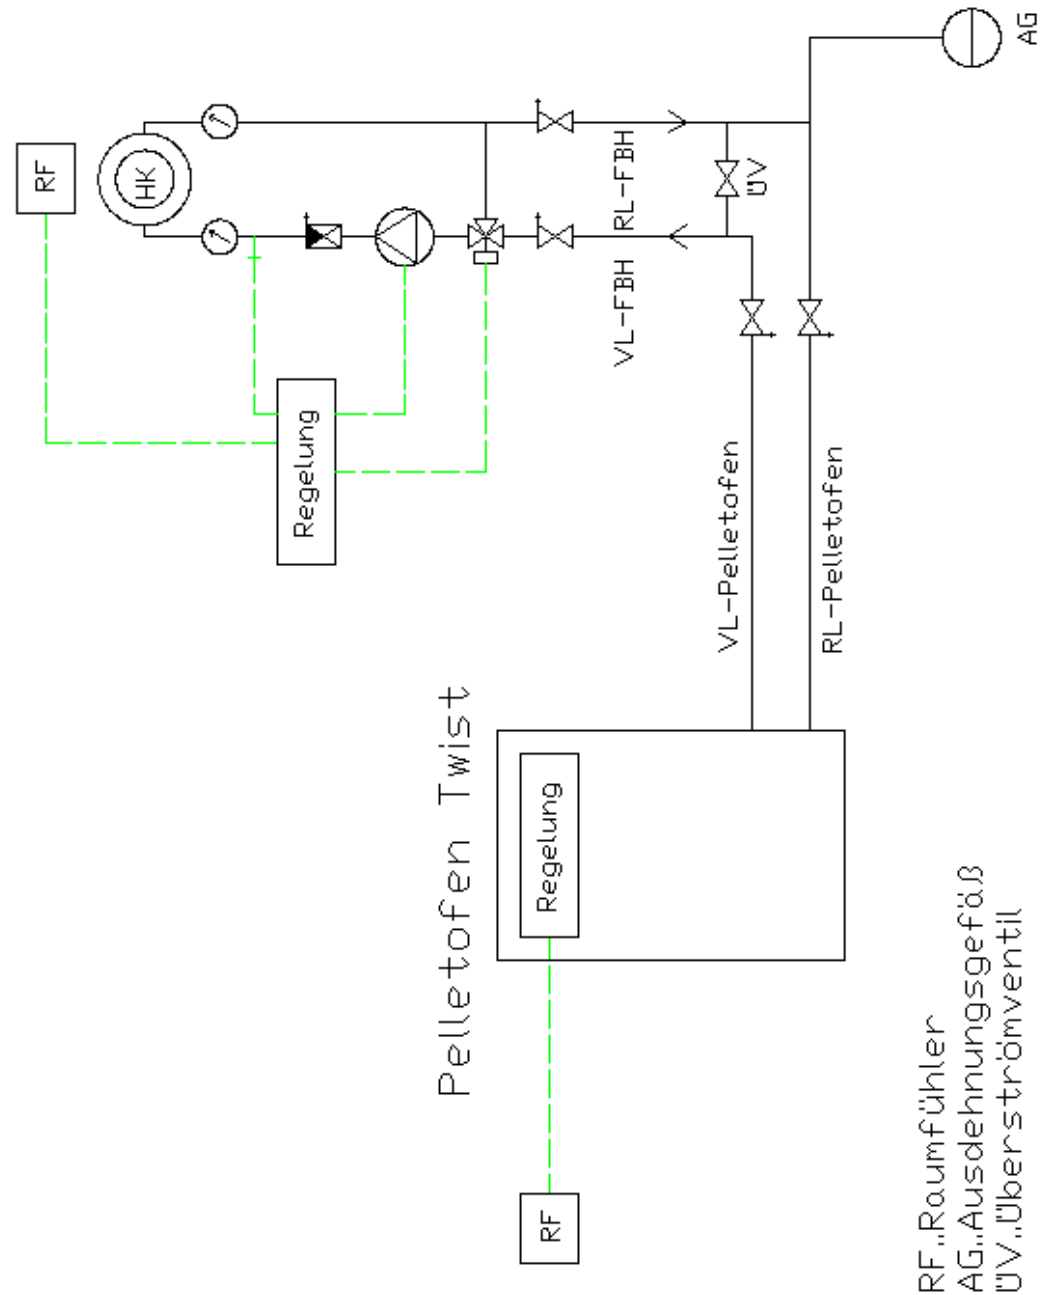 RF
HK
Regelung
VL-FBH
RL-FBH
ÜV
AG
VL-Pelletofen
RL-Pelletofen
Pelletofen Twist
Regelung
RF
RF..Raumfühler
AG..Ausdehnungsgefäß
ÜV..Überströmventil